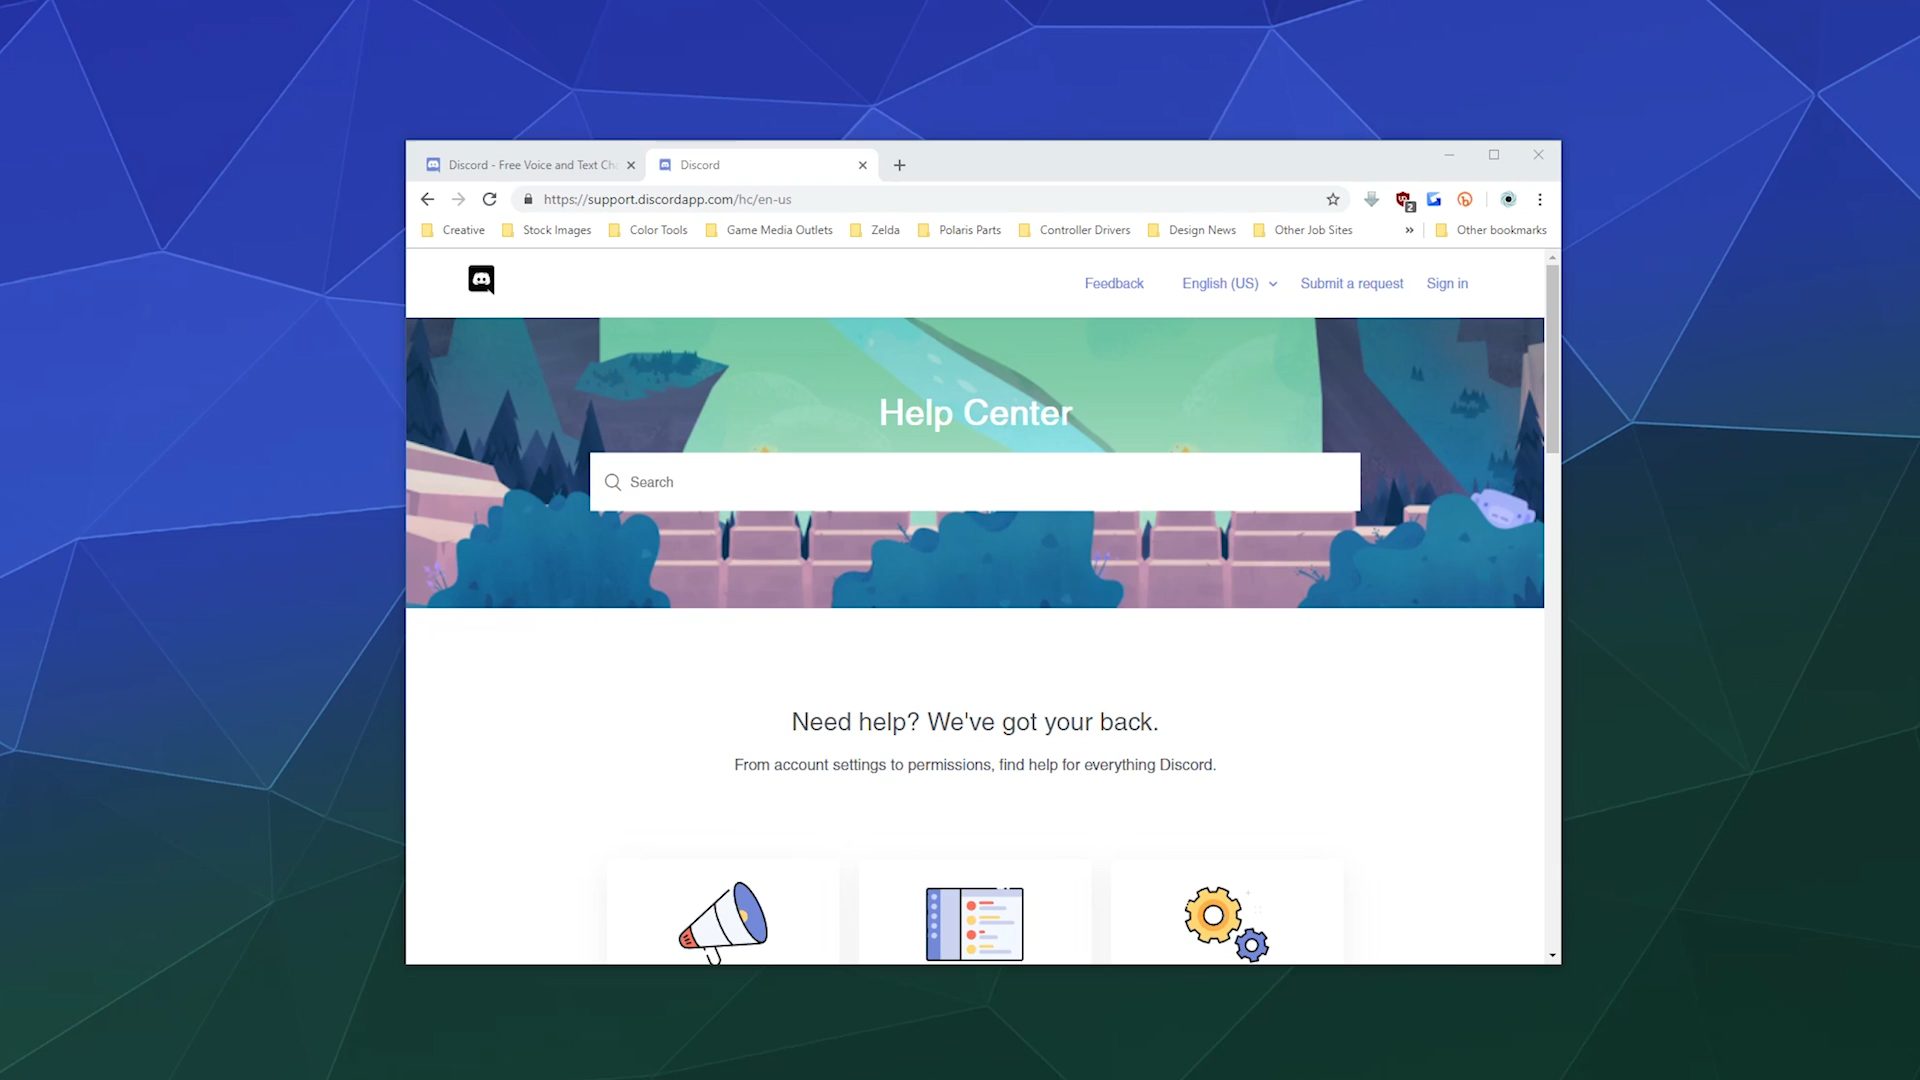 Discord - Free Voice and Text Ch
Discord
https://support.discordapp.com/hc/en-us
2
Creative
Stock Images
Color Tools
Game Media Outlets
Zelda
Polaris Parts
Controller Drivers
Design News
Other Job Sites
»
Other bookmarks
Feedback
English (US)
Submit a request
Sign in
Help Center
Search
Need help? We've got your back.
From account settings to permissions, find help for everything Discord.